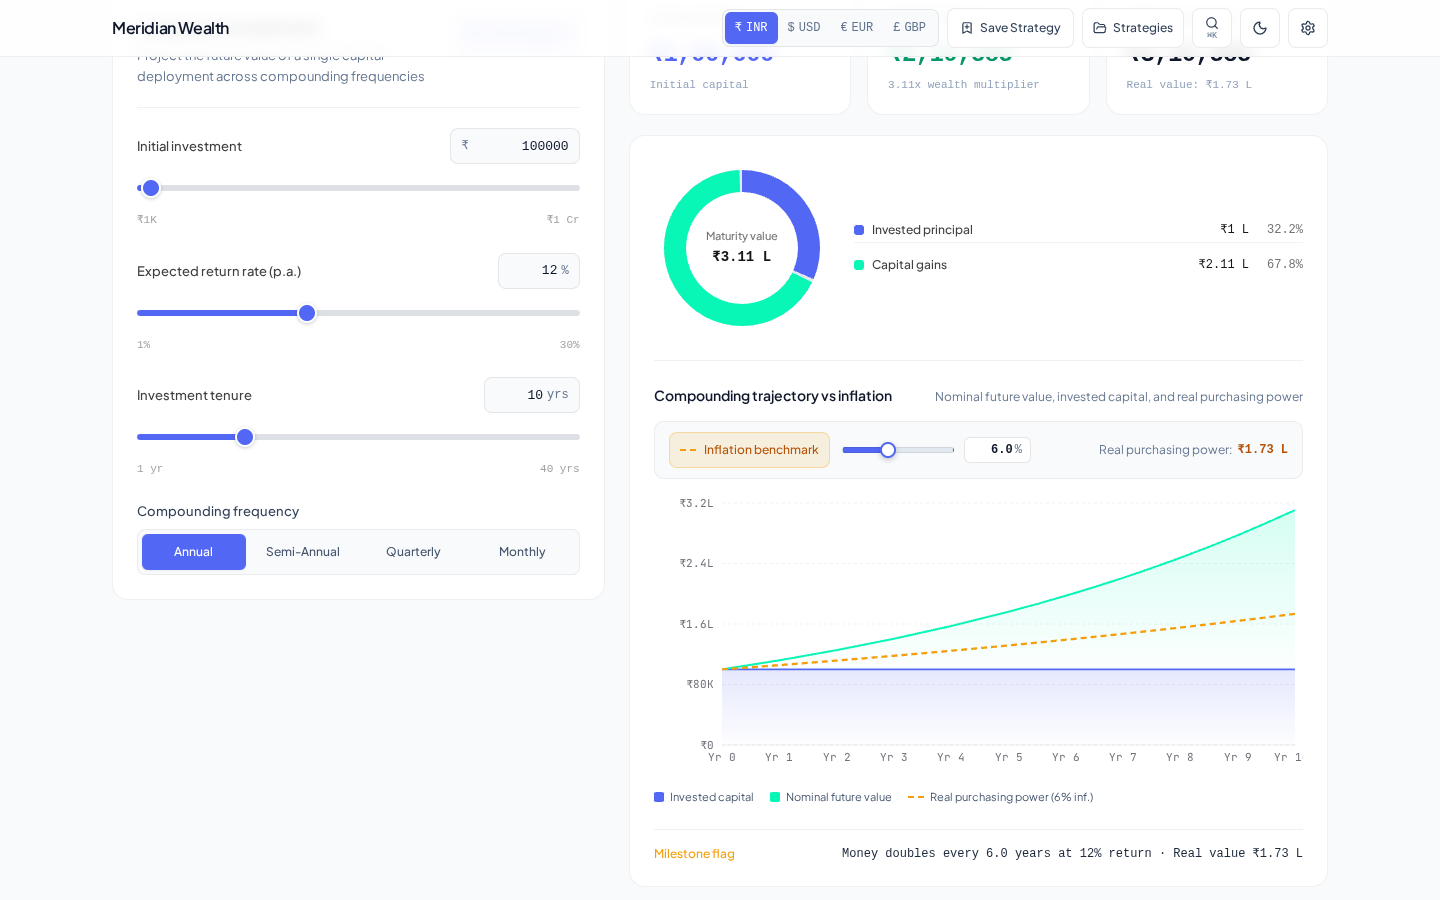 Meridian Wealth
₹ INR
$ USD
€ EUR
£ GBP
Save Strategy
Strategies
⌘K
deployment across compounding frequencies
Initial investment
₹ 100000
₹1K
₹1 Cr
Expected return rate (p.a.)
12 %
1%
30%
Investment tenure
10 yrs
1 yr
40 yrs
Compounding frequency
Annual
Semi-Annual
Quarterly
Monthly
Initial capital
3.11x wealth multiplier
Real value: ₹1.73 L
Maturity value
₹3.11 L
Invested principal ₹1 L 32.2%
Capital gains ₹2.11 L 67.8%
Compounding trajectory vs inflation
Nominal future value, invested capital, and real purchasing power
Inflation benchmark
6.0 %
Real purchasing power: ₹1.73 L
₹3.2L
₹2.4L
₹1.6L
₹80K
₹0
Yr 0 Yr 1 Yr 2 Yr 3 Yr 4 Yr 5 Yr 6 Yr 7 Yr 8 Yr 9 Yr 1
Invested capital
Nominal future value
Real purchasing power (6% inf.)
Milestone flag
Money doubles every 6.0 years at 12% return · Real value ₹1.73 L